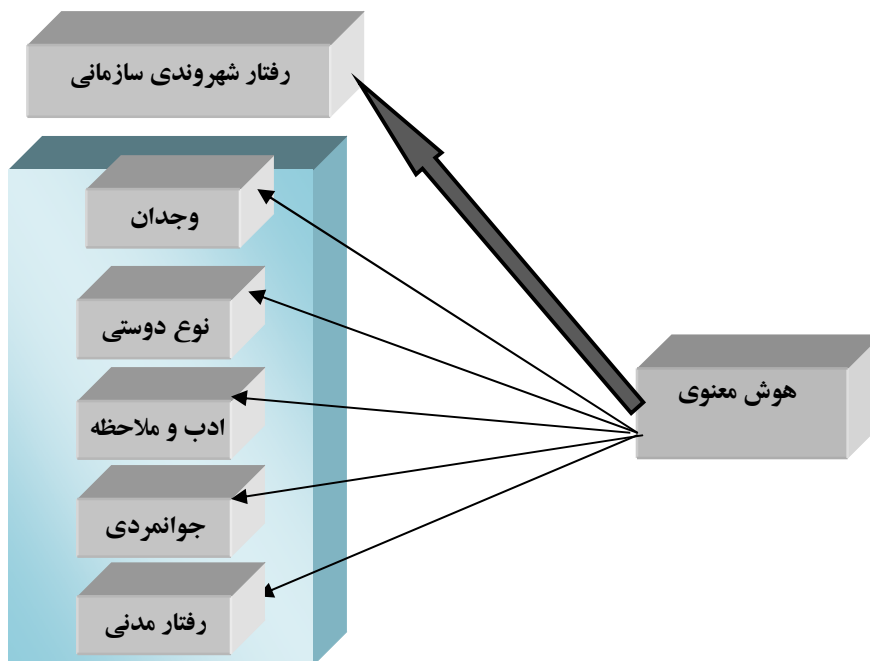 رفتار شهروندی سازمانی
وجدان
نوع دوستی
ادب و ملاحظه
جوانمردی
رفتار مدنی
هوش معنوی